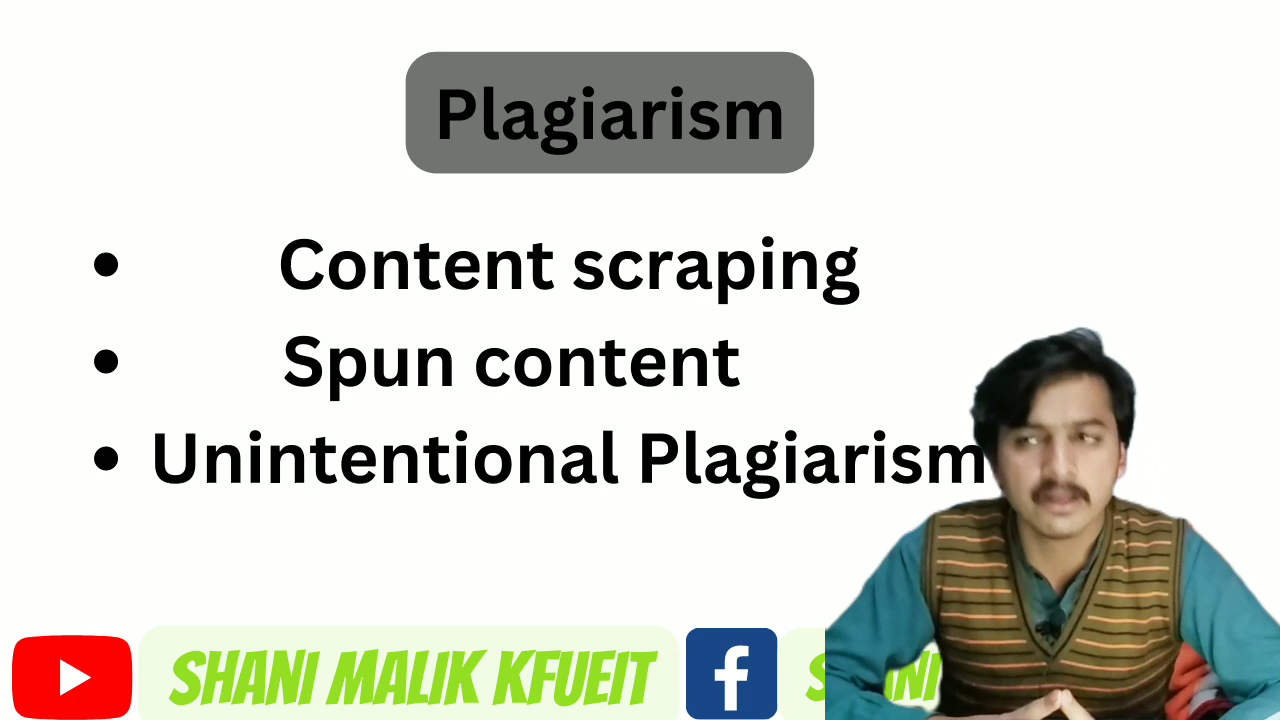 Plagiarism
• Content scraping
• Spun content
• Unintentional Plagiarism
SHANI MALIK KFUEIT